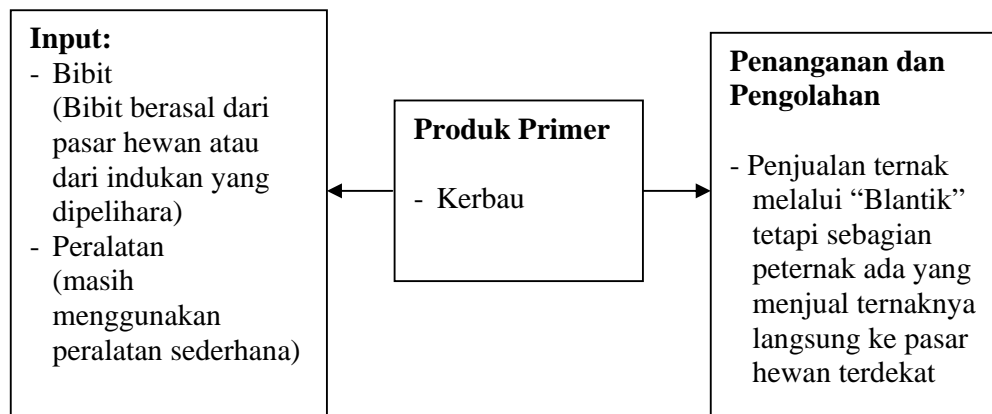 Input:
- Bibit
(Bibit berasal dari
pasar hewan atau
dari indukan yang
dipelihara)
- Peralatan
(masih
menggunakan
peralatan sederhana)
Produk Primer
- Kerbau
Penanganan dan
Pengolahan
- Penjualan ternak
melalui “Blantik”
tetapi sebagian
peternak ada yang
menjual ternaknya
langsung ke pasar
hewan terdekat